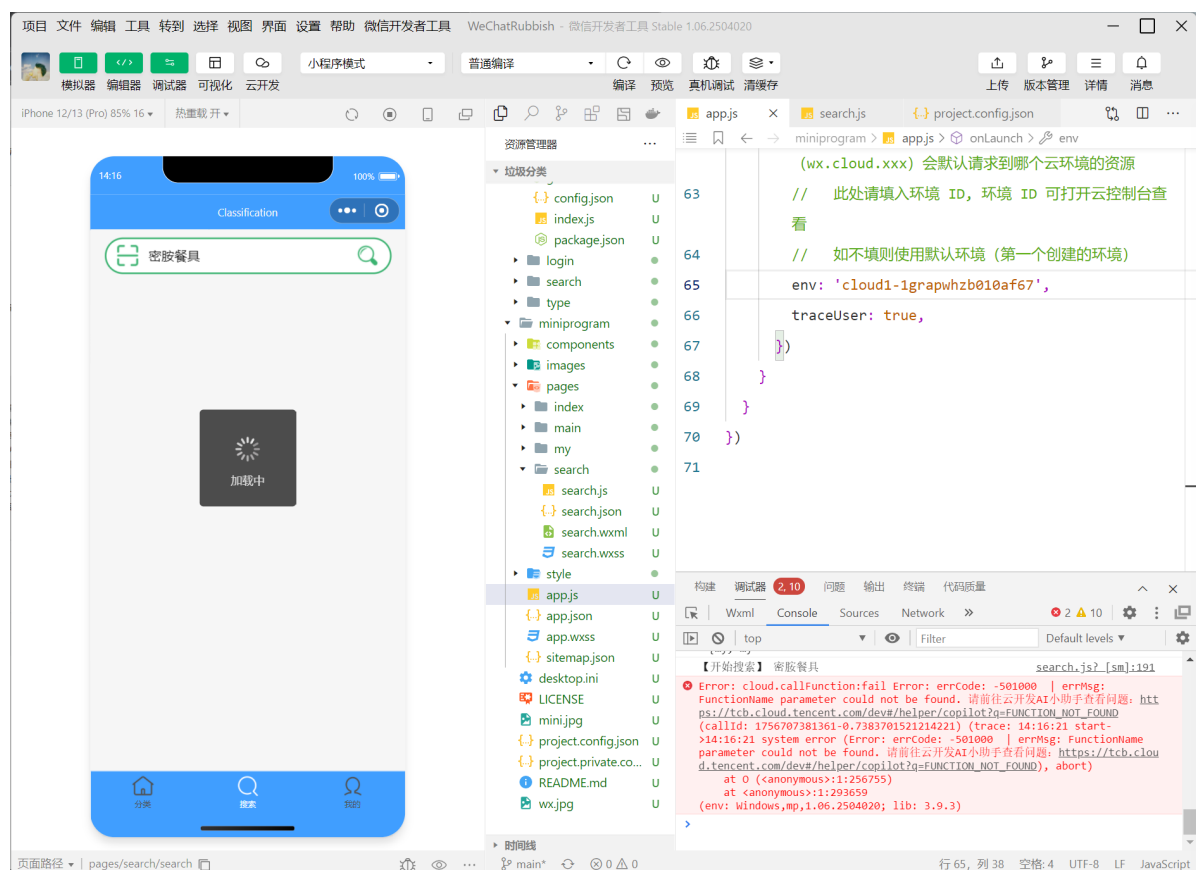 项目 文件 编辑 工具 转到 选择 视图 界面 设置 帮助 微信开发者工具 WeChatRubbish - 微信开发者工具 Stable 1.06.2504020
小程序模式 普通编译
模拟器 编辑器 调试器 可视化 云开发 编译 预览 真机调试 清缓存 上传 版本管理 详情 消息
iPhone 12/13 (Pro) 85% 16 热重载 开
14:16 100%
Classification
密胺餐具
加载中
分类 搜索 我的
页面路径 pages/search/search
资源管理器
垃圾分类
config.json U
index.js U
package.json U
login
search
type
miniprogram
components
images
pages
index
main
my
search
search.js U
search.json U
search.wxml U
search.wxss U
style
app.js U
app.json U
app.wxss U
sitemap.json U
desktop.ini U
LICENSE U
mini.jpg U
project.config.json U
project.private.co... U
README.md U
wx.jpg U
时间线
main* 0 0
app.js search.js project.config.json
miniprogram > app.js > onLaunch > env
（wx.cloud.xxx）会默认请求到哪个云环境的资源
63 // 此处请填入环境 ID, 环境 ID 可打开云控制台查
看
64 // 如不填则使用默认环境（第一个创建的环境）
65 env: 'cloud1-1grapwhzb010af67',
66 traceUser: true,
67 })
68 }
69 }
70 })
71
构建 调试器 2, 10 问题 输出 终端 代码质量
Wxml Console Sources Network 2 10
top Filter Default levels
【开始搜索】 密胺餐具 search.js? [sm]:191
Error: cloud.callFunction:fail Error: errCode: -501000 | errMsg:
FunctionName parameter could not be found. 请前往云开发AI小助手查看问题: htt
ps://tcb.cloud.tencent.com/dev#/helper/copilot?q=FUNCTION_NOT_FOUND
(callId: 1756707381361-0.7383701521214221) (trace: 14:16:21 start-
>14:16:21 system error (Error: errCode: -501000 | errMsg: FunctionName
parameter could not be found. 请前往云开发AI小助手查看问题: https://tcb.clou
d.tencent.com/dev#/helper/copilot?q=FUNCTION_NOT_FOUND), abort)
at O (<anonymous>:1:256755)
at <anonymous>:1:293659
(env: Windows,mp,1.06.2504020; lib: 3.9.3)
行 65, 列 38 空格: 4 UTF-8 LF JavaScript